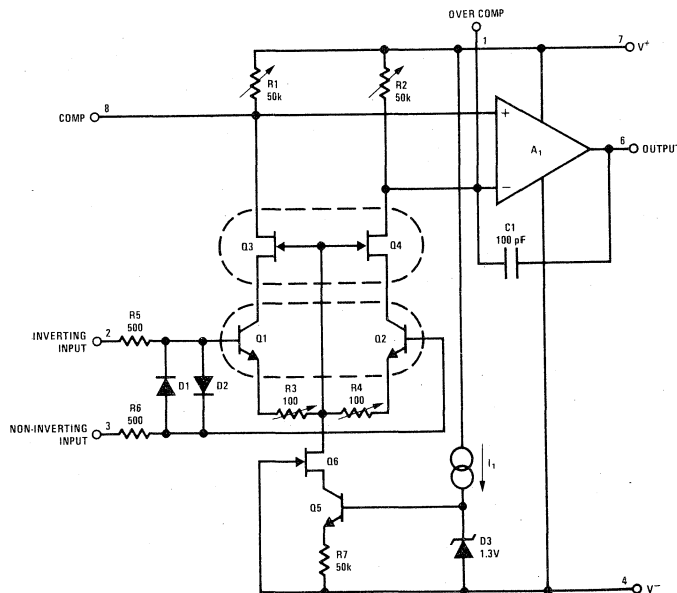 OVER COMP
1
7
V+
R1
50k
R2
50k
COMP
8
+
A1
6
OUTPUT
−
C1
100 pF
Q3
Q4
R5
500
INVERTING
INPUT
2
Q1
Q2
D1
D2
R3
100
R4
100
R6
500
NON-INVERTING
INPUT
3
Q6
I1
Q5
D3
1.3V
R7
50k
4
V−